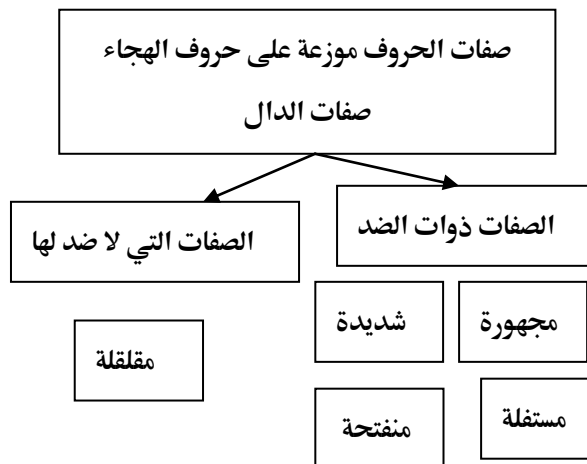 صفات الحروف موزعة على حروف الهجاء
صفات الدال
الصفات ذوات الضد
الصفات التي لا ضد لها
مجهورة
شديدة
مقلقلة
مستفلة
منفتحة